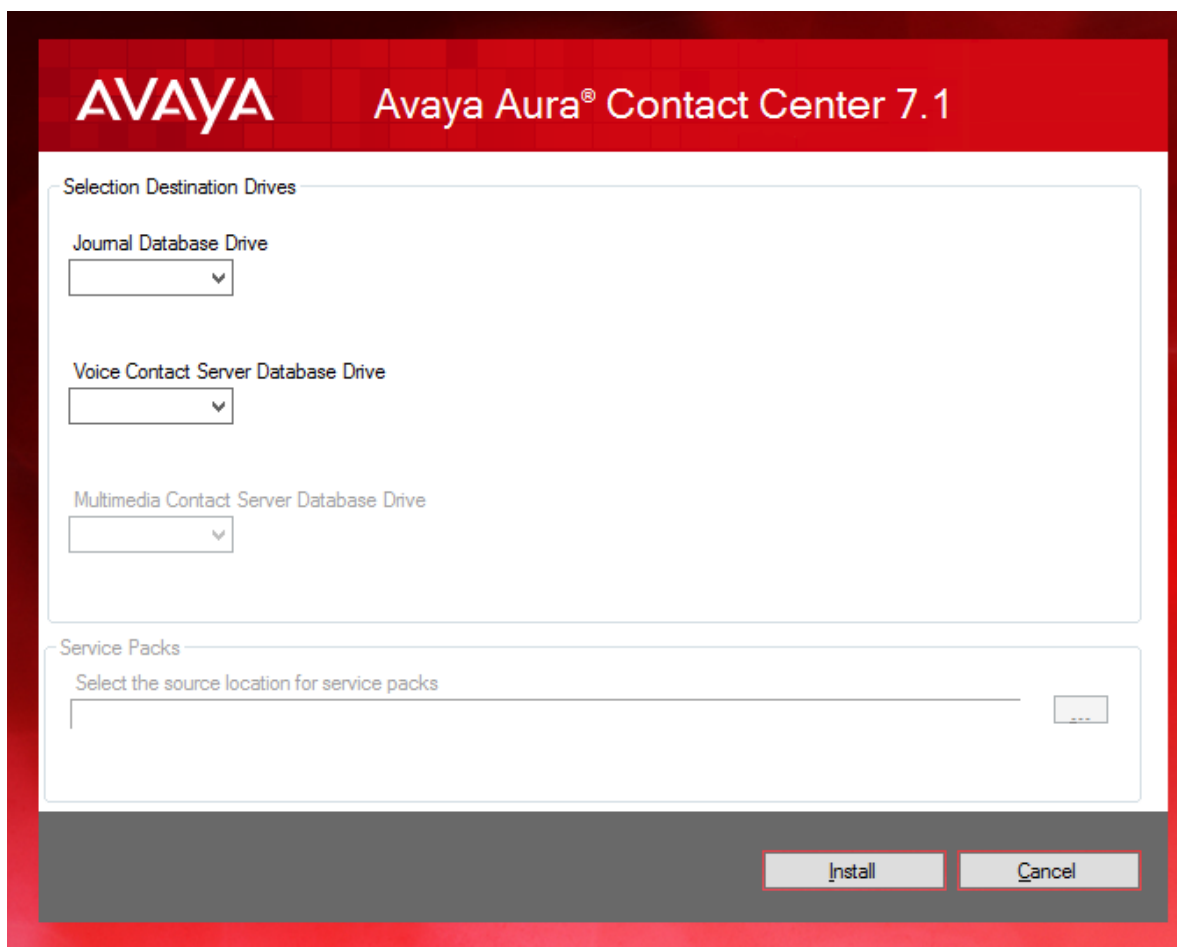 AVAYA
Avaya Aura® Contact Center 7.1
Selection Destination Drives
Journal Database Drive
Voice Contact Server Database Drive
Multimedia Contact Server Database Drive
Service Packs
Select the source location for service packs
...
Install
Cancel